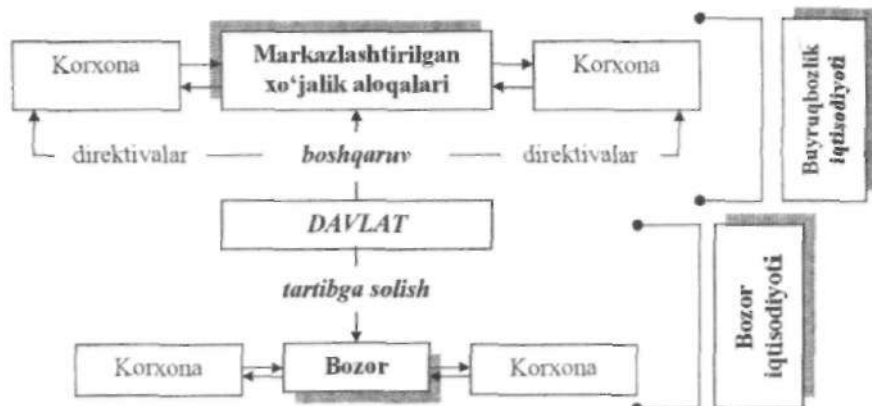 Korxona
Markazlashtirilgan
xo‘jalik aloqalari
Korxona
direktivalar
boshqaruv
direktivalar
DAVLAT
tartibga solish
Korxona
Bozor
Korxona
Buyruqbozlik
iqtisodiyoti
Bozor
iqtisodiyoti